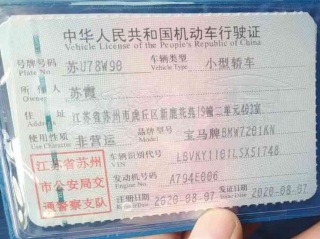 中华人民共和国机动车行驶证
Vehicle License of the People's Republic of China
号牌号码 苏U78W98 车辆类型 小型轿车
Plate No. Vehicle Type
所有人 苏霞
Owner
住址 江苏省苏州市虎丘区新鹿花苑19幢二单元403室
Address
使用性质 非营运 品牌型号 宝马牌BMW7201KN
Use Character Model
江苏省苏州 车辆识别代号
VIN
市公安局交 发动机号码 A794E006
Engine No.
通警察支队 注册日期 2020-08-07 发证日期 2020-08-07
Register Date Issue Date